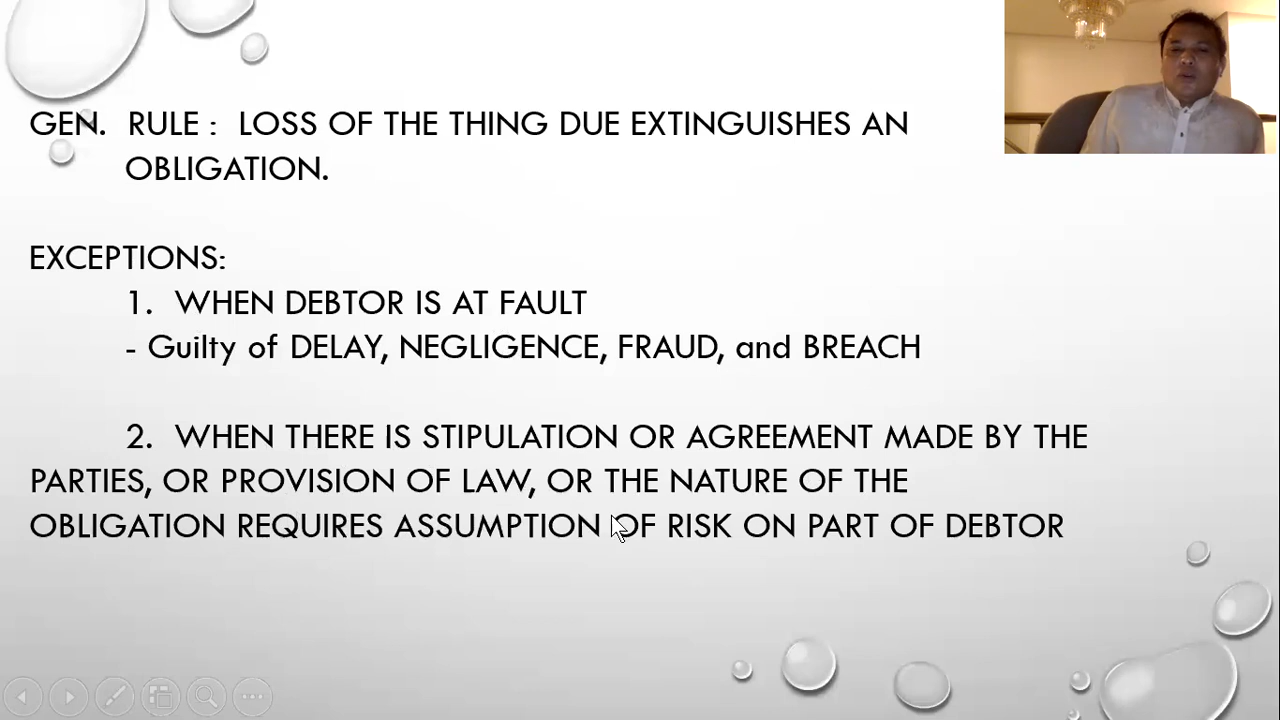 GEN. RULE : LOSS OF THE THING DUE EXTINGUISHES AN
OBLIGATION.
EXCEPTIONS:
1. WHEN DEBTOR IS AT FAULT
- Guilty of DELAY, NEGLIGENCE, FRAUD, and BREACH
2. WHEN THERE IS STIPULATION OR AGREEMENT MADE BY THE
PARTIES, OR PROVISION OF LAW, OR THE NATURE OF THE
OBLIGATION REQUIRES ASSUMPTION OF RISK ON PART OF DEBTOR